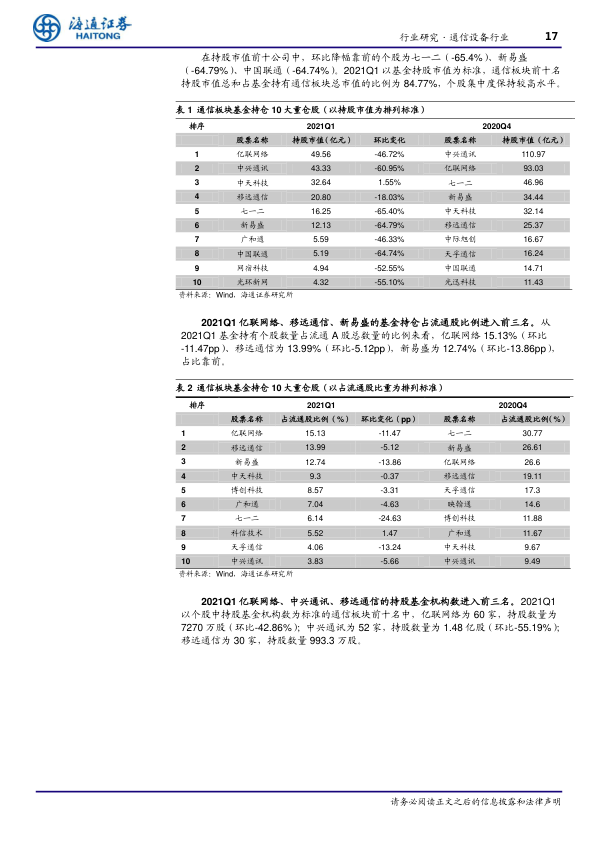 海通证券
HAITONG
行业研究·通信设备行业 17
在持股市值前十公司中，环比降幅靠前的个股为七一二（-65.4%）、新易盛
（-64.79%）、中国联通（-64.74%）。2021Q1 以基金持股市值为标准，通信板块前十名
持股市值总和占基金持有通信板块总市值的比例为 84.77%，个股集中度保持较高水平。
表 1 通信板块基金持仓 10 大重仓股（以持股市值为排列标准）
排序 2021Q1 2020Q4
股票名称 持股市值(亿元) 环比变化 股票名称 持股市值（亿元）
1 亿联网络 49.56 -46.72% 中兴通讯 110.97
2 中兴通讯 43.33 -60.95% 亿联网络 93.03
3 中天科技 32.64 1.55% 七一二 46.96
4 移远通信 20.80 -18.03% 新易盛 34.44
5 七一二 16.25 -65.40% 中天科技 32.14
6 新易盛 12.13 -64.79% 移远通信 25.37
7 广和通 5.59 -46.33% 中际旭创 16.67
8 中国联通 5.19 -64.74% 天孚通信 16.24
9 网宿科技 4.94 -52.55% 中国联通 14.71
10 光环新网 4.32 -55.10% 光迅科技 11.43
资料来源：Wind，海通证券研究所
2021Q1 亿联网络、移远通信、新易盛的基金持仓占流通股比例进入前三名。从
2021Q1 基金持有个股数量占流通 A 股总数量的比例来看，亿联网络 15.13%（环比
-11.47pp）、移远通信为 13.99%（环比-5.12pp），新易盛为 12.74%（环比-13.86pp），
占比靠前。
表 2 通信板块基金持仓 10 大重仓股（以占流通股比重为排列标准）
排序 2021Q1 2020Q4
股票名称 占流通股比例（%） 环比变化（pp） 股票名称 占流通股比例(%）
1 亿联网络 15.13 -11.47 七一二 30.77
2 移远通信 13.99 -5.12 新易盛 26.61
3 新易盛 12.74 -13.86 亿联网络 26.6
4 中天科技 9.3 -0.37 移远通信 19.11
5 博创科技 8.57 -3.31 天孚通信 17.3
6 广和通 7.04 -4.63 映翰通 14.6
7 七一二 6.14 -24.63 博创科技 11.88
8 科信技术 5.52 1.47 广和通 11.67
9 天孚通信 4.06 -13.24 中天科技 9.67
10 中兴通讯 3.83 -5.66 中兴通讯 9.49
资料来源：Wind，海通证券研究所
2021Q1 亿联网络、中兴通讯、移远通信的持股基金机构数进入前三名。2021Q1
以个股中持股基金机构数为标准的通信板块前十名中，亿联网络为 60 家，持股数量为
7270 万股（环比-42.86%）；中兴通讯为 52 家，持股数量为 1.48 亿股（环比-55.19%）；
移远通信为 30 家，持股数量 993.3 万股。
请务必阅读正文之后的信息披露和法律声明